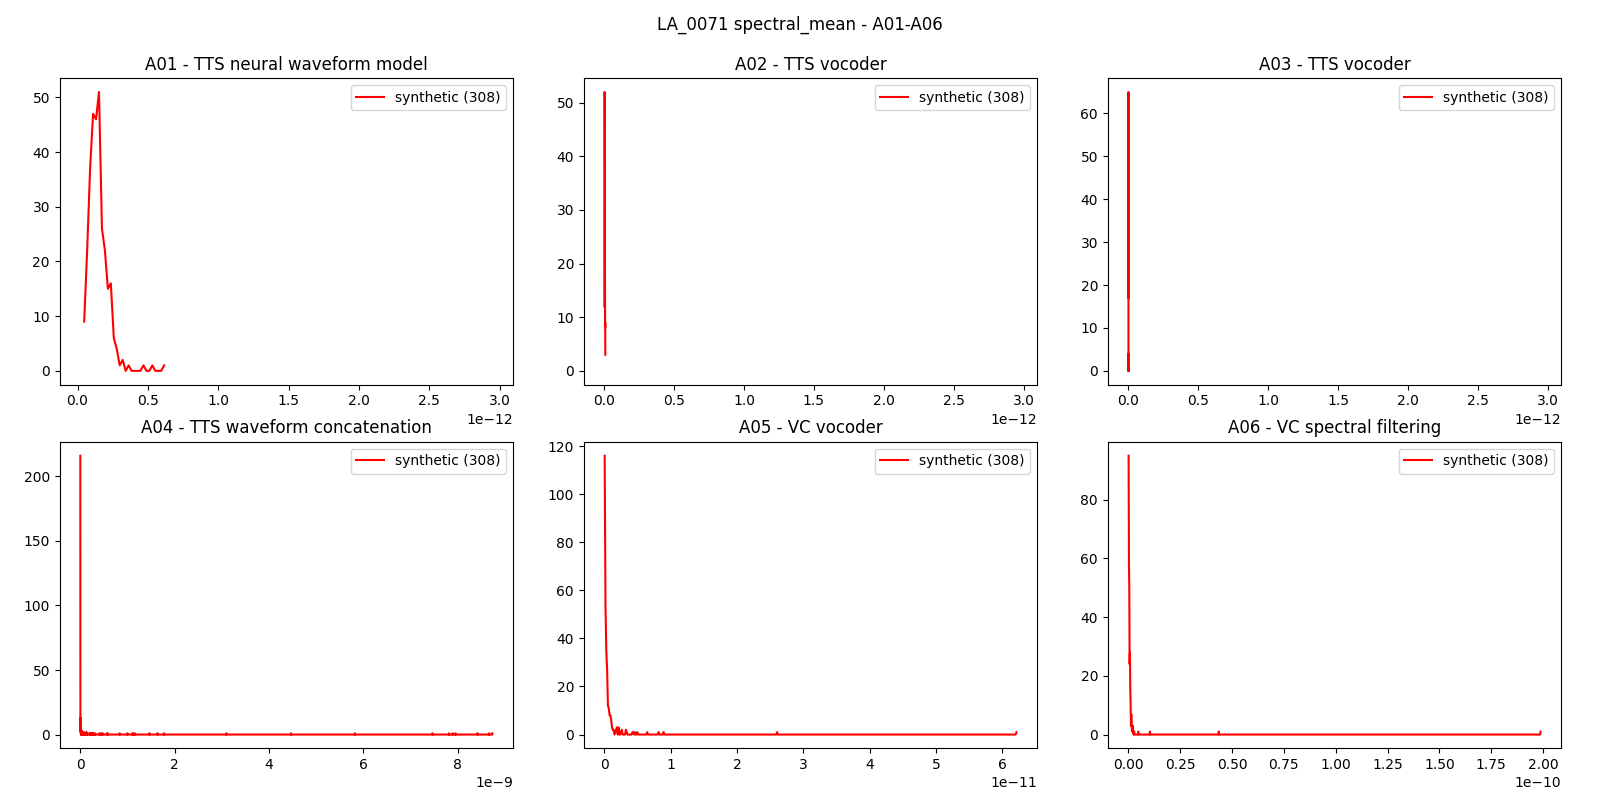 LA_0071 spectral_mean - A01-A06
A01 - TTS neural waveform model
synthetic (308)
50
40
30
20
10
0
0.0 0.5 1.0 1.5 2.0 2.5 3.0
1e−12
A02 - TTS vocoder
synthetic (308)
50
40
30
20
10
0
0.0 0.5 1.0 1.5 2.0 2.5 3.0
1e−12
A03 - TTS vocoder
synthetic (308)
60
50
40
30
20
10
0
0.0 0.5 1.0 1.5 2.0 2.5 3.0
1e−12
A04 - TTS waveform concatenation
synthetic (308)
200
150
100
50
0
0 2 4 6 8
1e−9
A05 - VC vocoder
synthetic (308)
120
100
80
60
40
20
0
0 1 2 3 4 5 6
1e−11
A06 - VC spectral filtering
synthetic (308)
80
60
40
20
0
0.00 0.25 0.50 0.75 1.00 1.25 1.50 1.75 2.00
1e−10